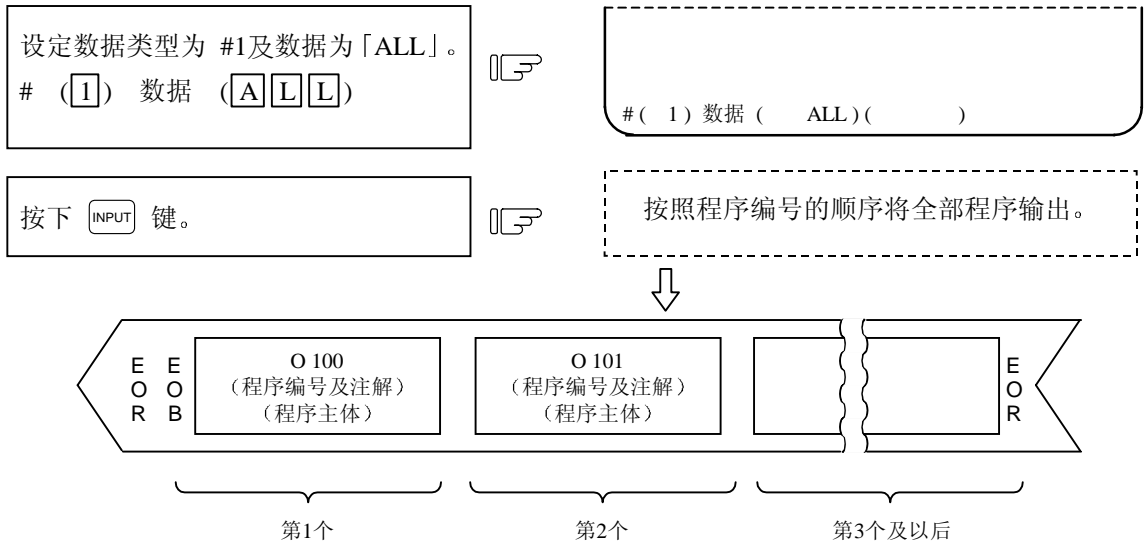 设定数据类型为 #1及数据为「ALL」。
# (1) 数据 (ALL)
#( 1) 数据 ( ALL)( )
按下 INPUT 键。
按照程序编号的顺序将全部程序输出。
EOR
EOB
O 100
（程序编号及注解）
（程序主体）
O 101
（程序编号及注解）
（程序主体）
EOR
第1个
第2个
第3个及以后